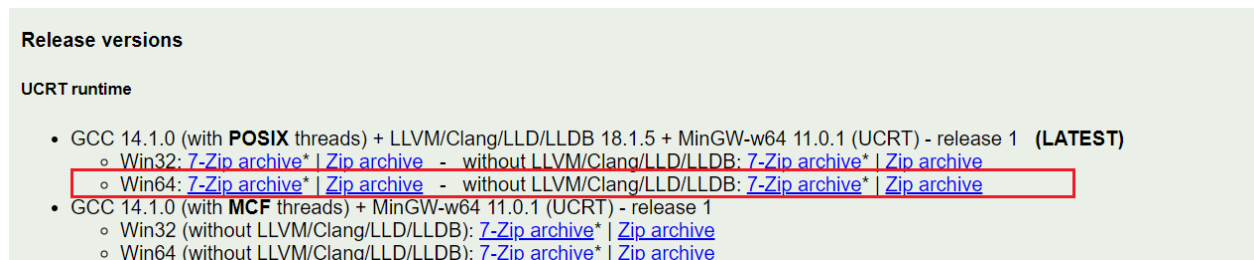 Release versions
UCRT runtime
• GCC 14.1.0 (with POSIX threads) + LLVM/Clang/LLD/LLDB 18.1.5 + MinGW-w64 11.0.1 (UCRT) - release 1 (LATEST)
◦ Win32: 7-Zip archive* | Zip archive - without LLVM/Clang/LLD/LLDB: 7-Zip archive* | Zip archive
◦ Win64: 7-Zip archive* | Zip archive - without LLVM/Clang/LLD/LLDB: 7-Zip archive* | Zip archive
• GCC 14.1.0 (with MCF threads) + MinGW-w64 11.0.1 (UCRT) - release 1
◦ Win32 (without LLVM/Clang/LLD/LLDB): 7-Zip archive* | Zip archive
◦ Win64 (without LLVM/Clang/LLD/LLDB): 7-Zip archive* | Zip archive